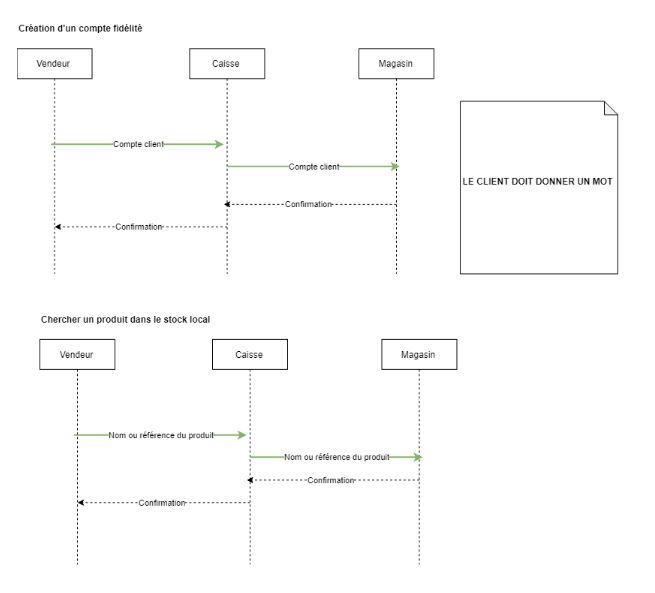 Création d'un compte fidélité
Vendeur Caisse Magasin
Compte client
Compte client
LE CLIENT DOIT DONNER UN MOT
Confirmation
Confirmation
Chercher un produit dans le stock local
Vendeur Caisse Magasin
Nom ou référence du produit
Nom ou référence du produit
Confirmation
Confirmation